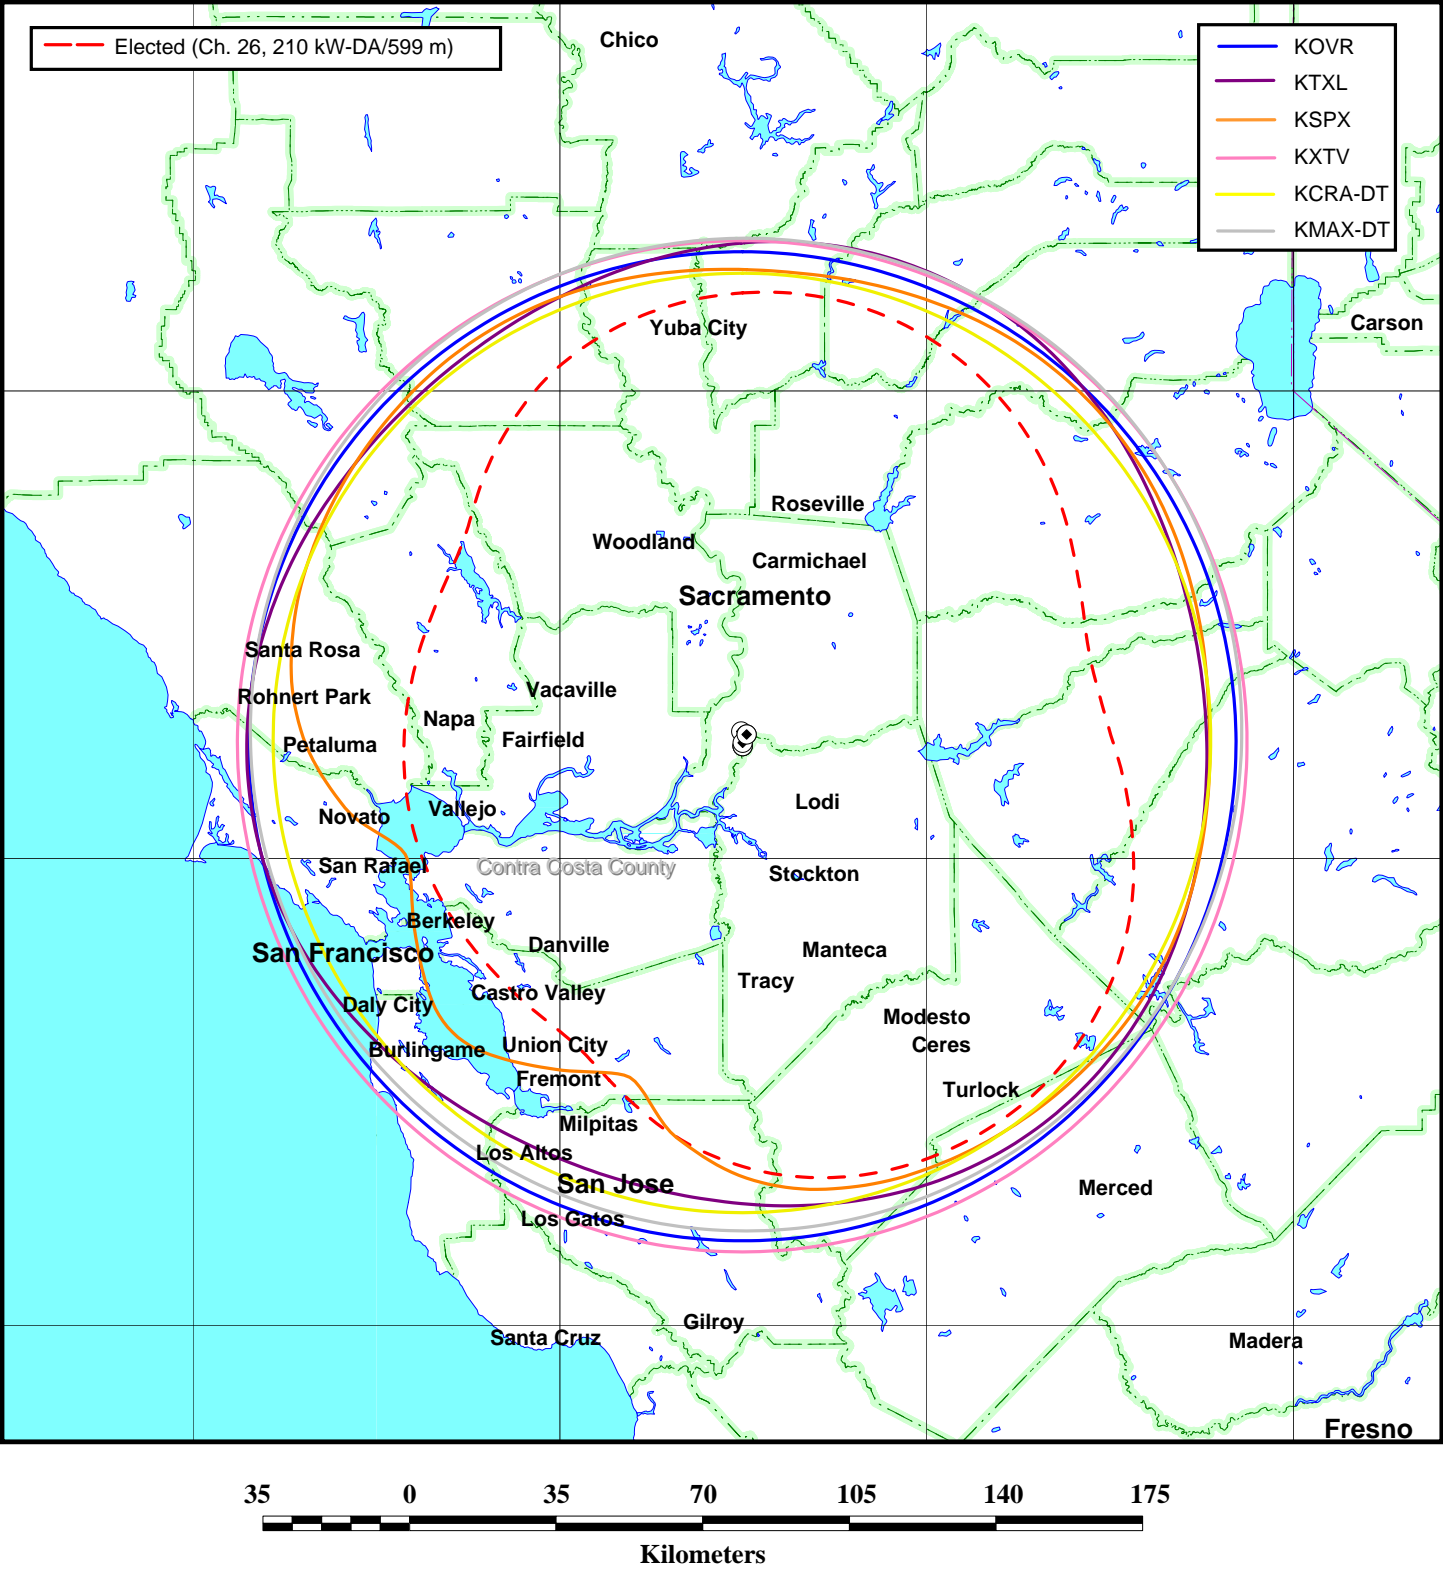 Elected (Ch. 26, 210 kW-DA/599 m)
Chico
KOVR
KTXL
KSPX
KXTV
KCRA-DT
KMAX-DT
Yuba City
Carson
Roseville
Woodland
Carmichael
Sacramento
Santa Rosa
Vacaville
Rohnert Park
Napa
Petaluma
Fairfield
Vallejo
Lodi
Novato
San Rafael
Contra Costa County
Stockton
Berkeley
Danville
Manteca
San Francisco
Tracy
Castro Valley
Daly City
Modesto
Union City
Ceres
Burlingame
Fremont
Turlock
Milpitas
Los Altos
San Jose
Merced
Los Gatos
Gilroy
Santa Cruz
Madera
Fresno
35 0 35 70 105 140 175
Kilometers